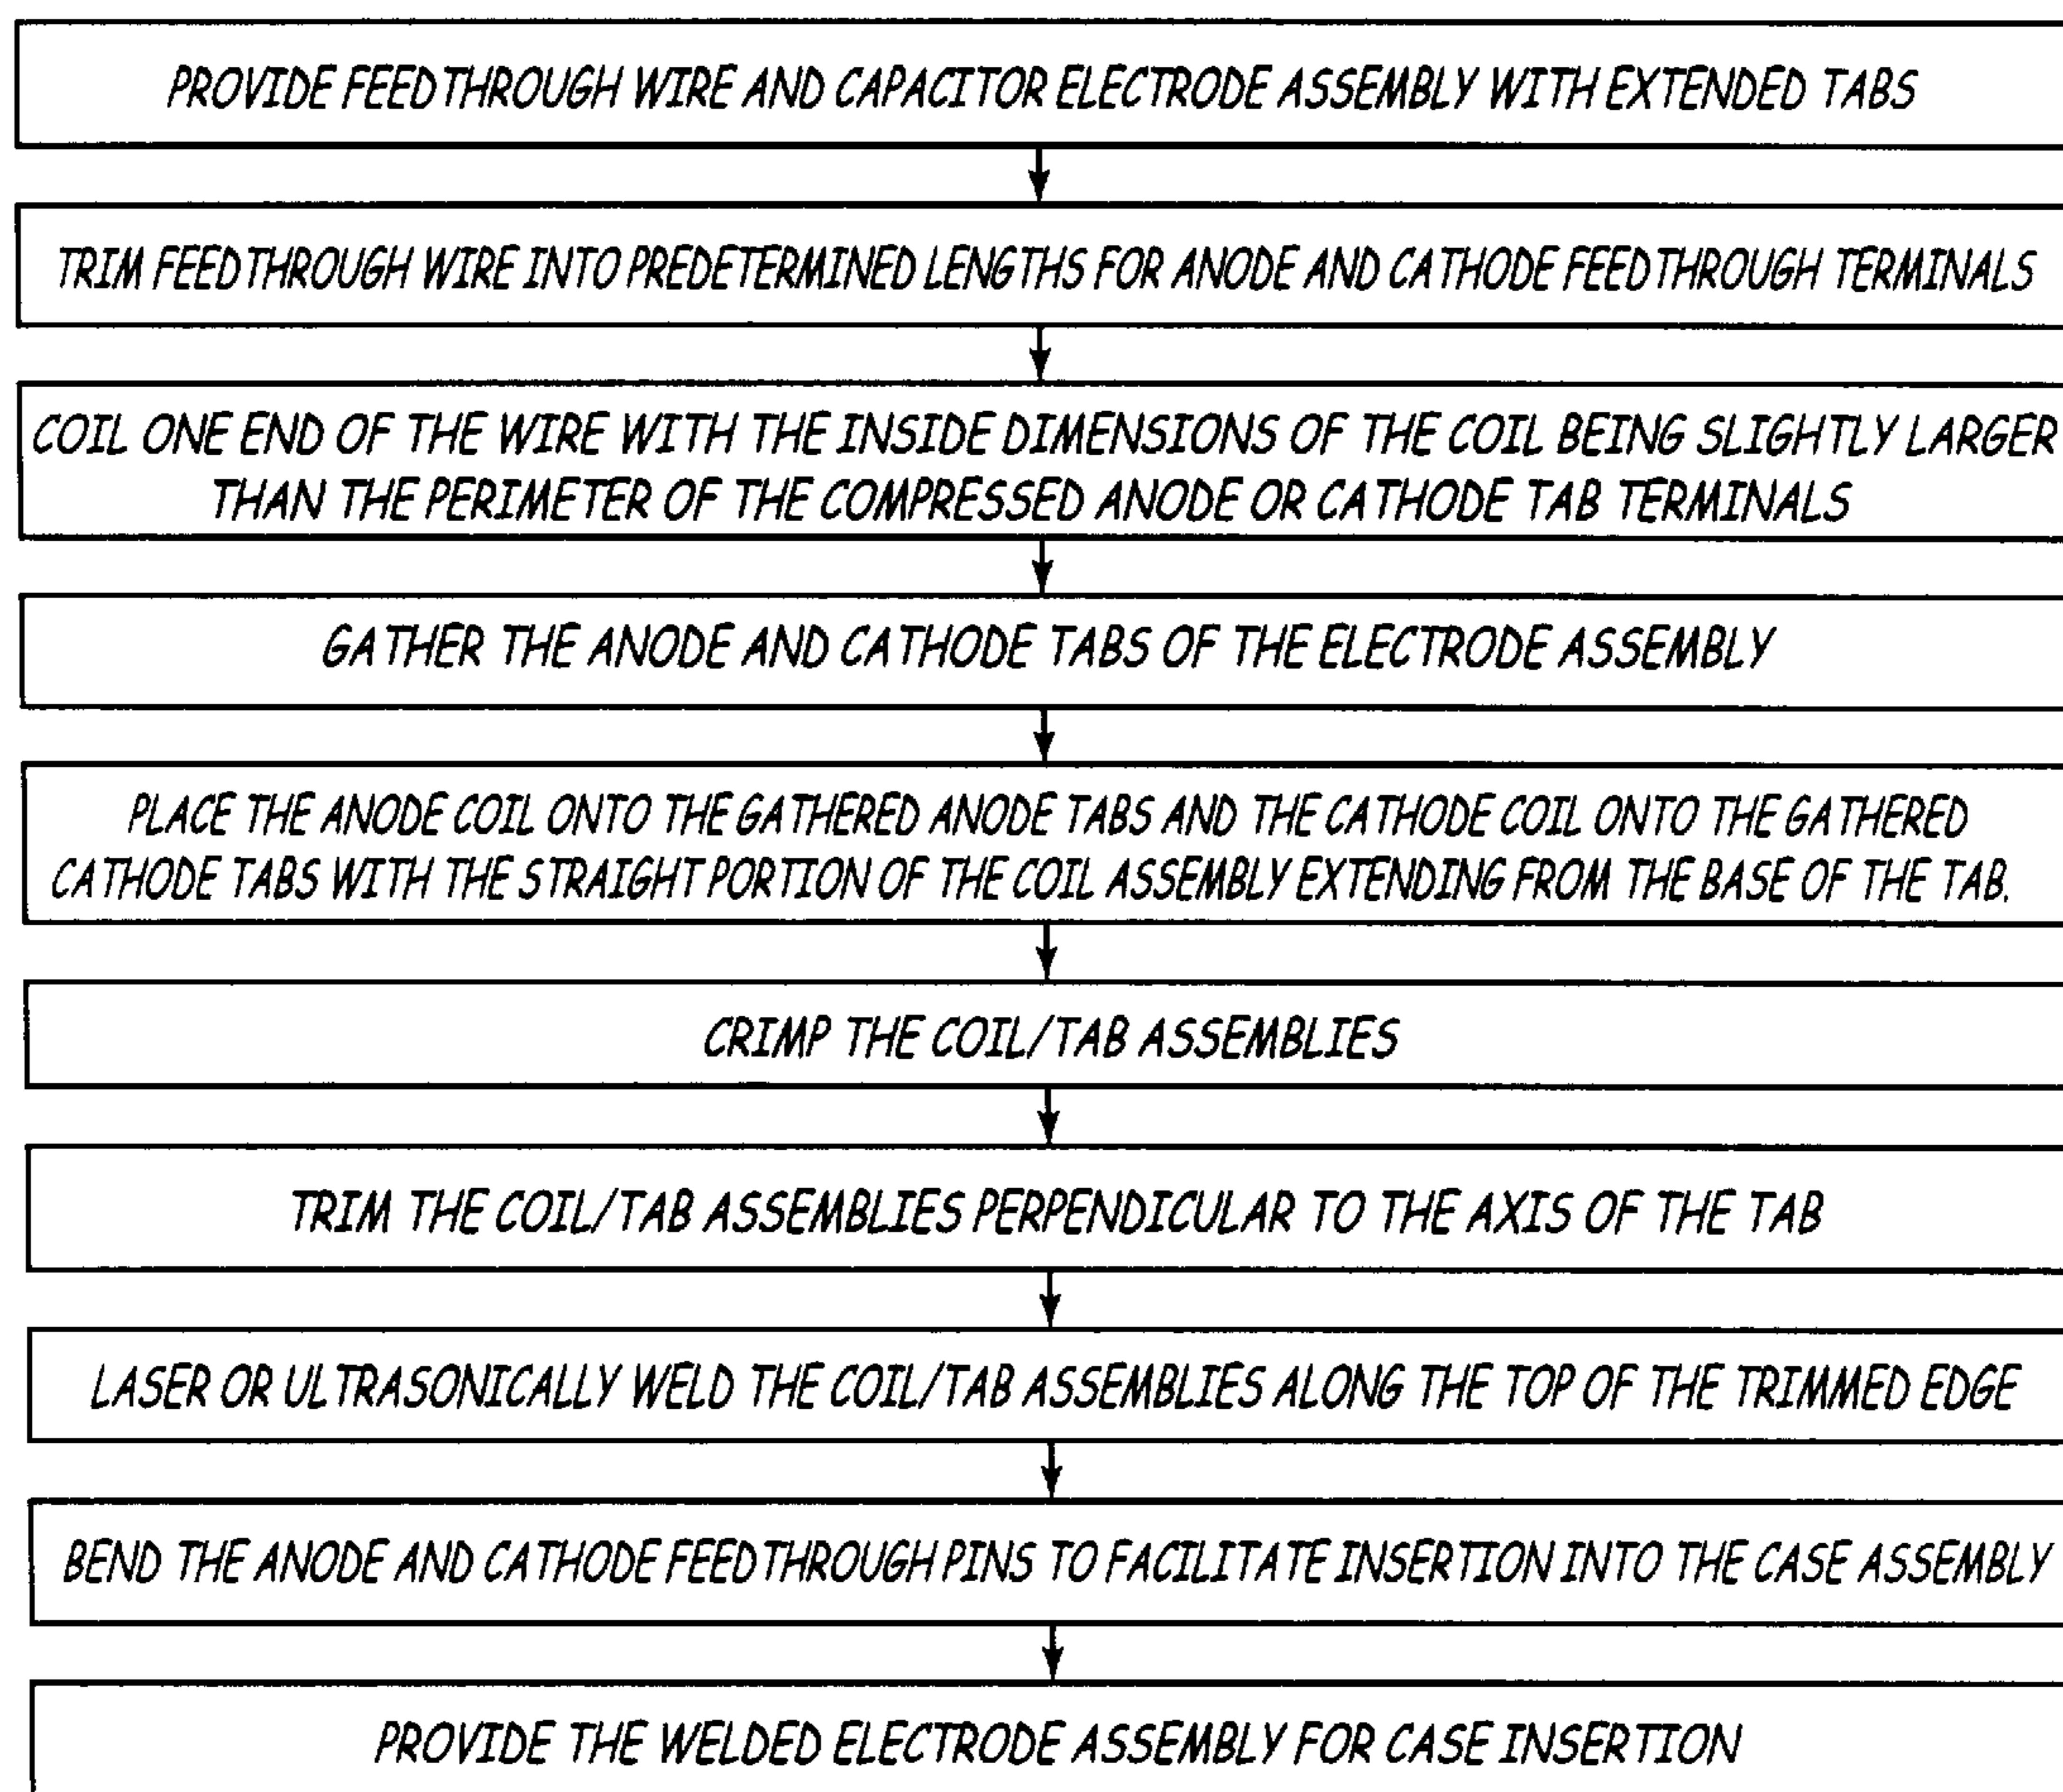 PROVIDE FEEDTHROUGH WIRE AND CAPACITOR ELECTRODE ASSEMBLY WITH EXTENDED TABS
TRIM FEEDTHROUGH WIRE INTO PREDETERMINED LENGTHS FOR ANODE AND CATHODE FEEDTHROUGH TERMINALS
COIL ONE END OF THE WIRE WITH THE INSIDE DIMENSIONS OF THE COIL BEING SLIGHTLY LARGER
THAN THE PERIMETER OF THE COMPRESSED ANODE OR CATHODE TAB TERMINALS
GATHER THE ANODE AND CATHODE TABS OF THE ELECTRODE ASSEMBLY
PLACE THE ANODE COIL ONTO THE GATHERED ANODE TABS AND THE CATHODE COIL ONTO THE GATHERED
CATHODE TABS WITH THE STRAIGHT PORTION OF THE COIL ASSEMBLY EXTENDING FROM THE BASE OF THE TAB.
CRIMP THE COIL/TAB ASSEMBLIES
TRIM THE COIL/TAB ASSEMBLIES PERPENDICULAR TO THE AXIS OF THE TAB
LASER OR ULTRASONICALLY WELD THE COIL/TAB ASSEMBLIES ALONG THE TOP OF THE TRIMMED EDGE
BEND THE ANODE AND CATHODE FEEDTHROUGH PINS TO FACILITATE INSERTION INTO THE CASE ASSEMBLY
PROVIDE THE WELDED ELECTRODE ASSEMBLY FOR CASE INSERTION